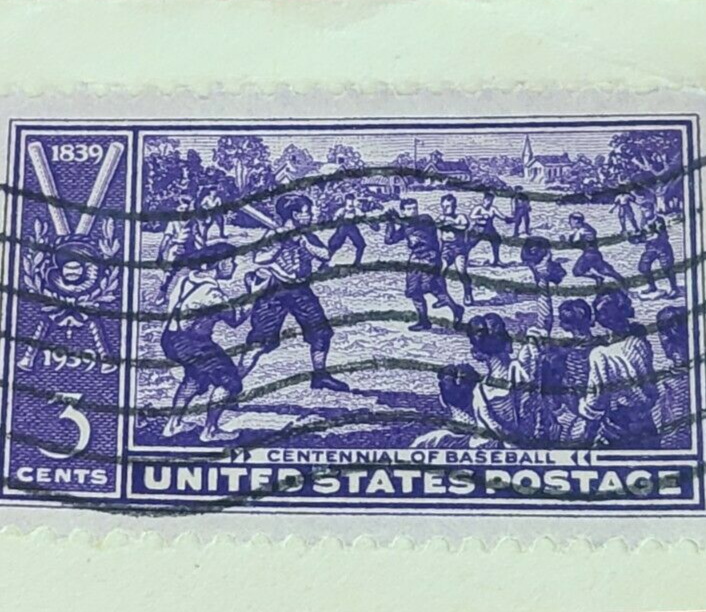 1839
1939
3
CENTS
CENTENNIAL OF BASEBALL
UNITED STATES POSTAGE